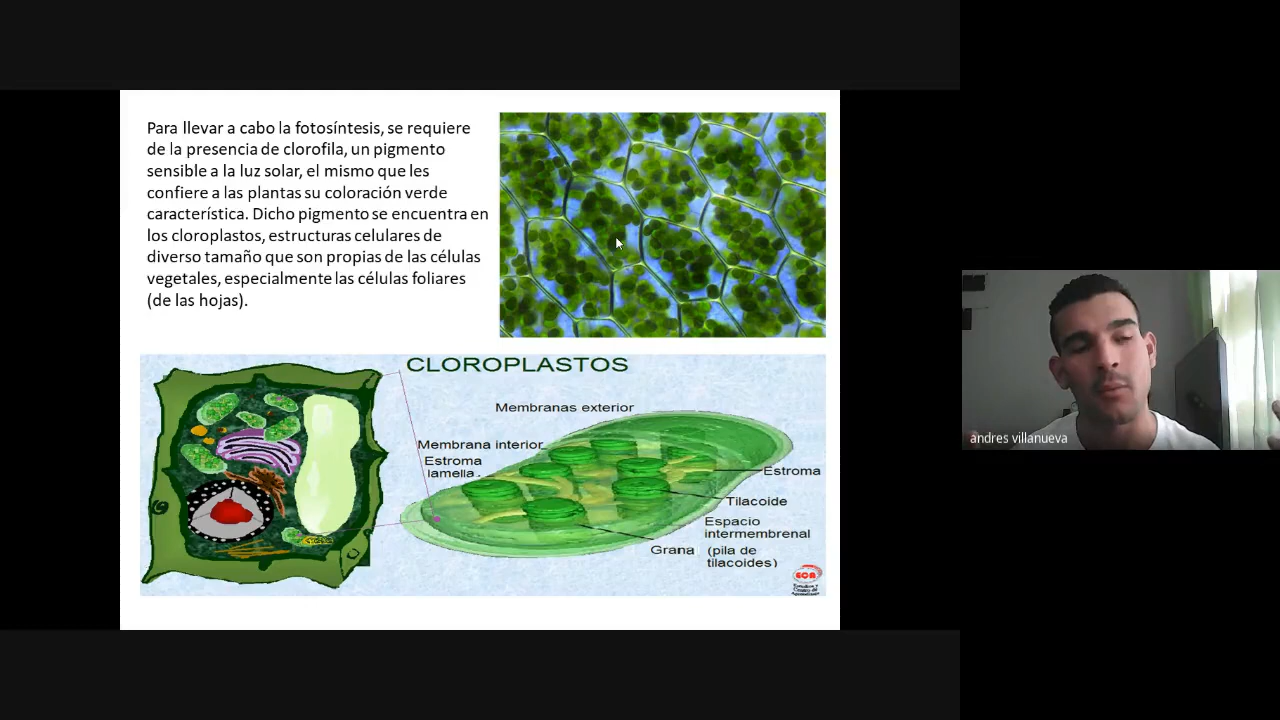 Para llevar a cabo la fotosíntesis, se requiere
de la presencia de clorofila, un pigmento
sensible a la luz solar, el mismo que les
confiere a las plantas su coloración verde
característica. Dicho pigmento se encuentra en
los cloroplastos, estructuras celulares de
diverso tamaño que son propias de las células
vegetales, especialmente las células foliares
(de las hojas).
CLOROPLASTOS
Membranas exterior
Membrana interior
Estroma
lamella
Estroma
Tilacoide
Espacio
intermembrenal
Grana
(pila de
tilacoides)
andres villanueva